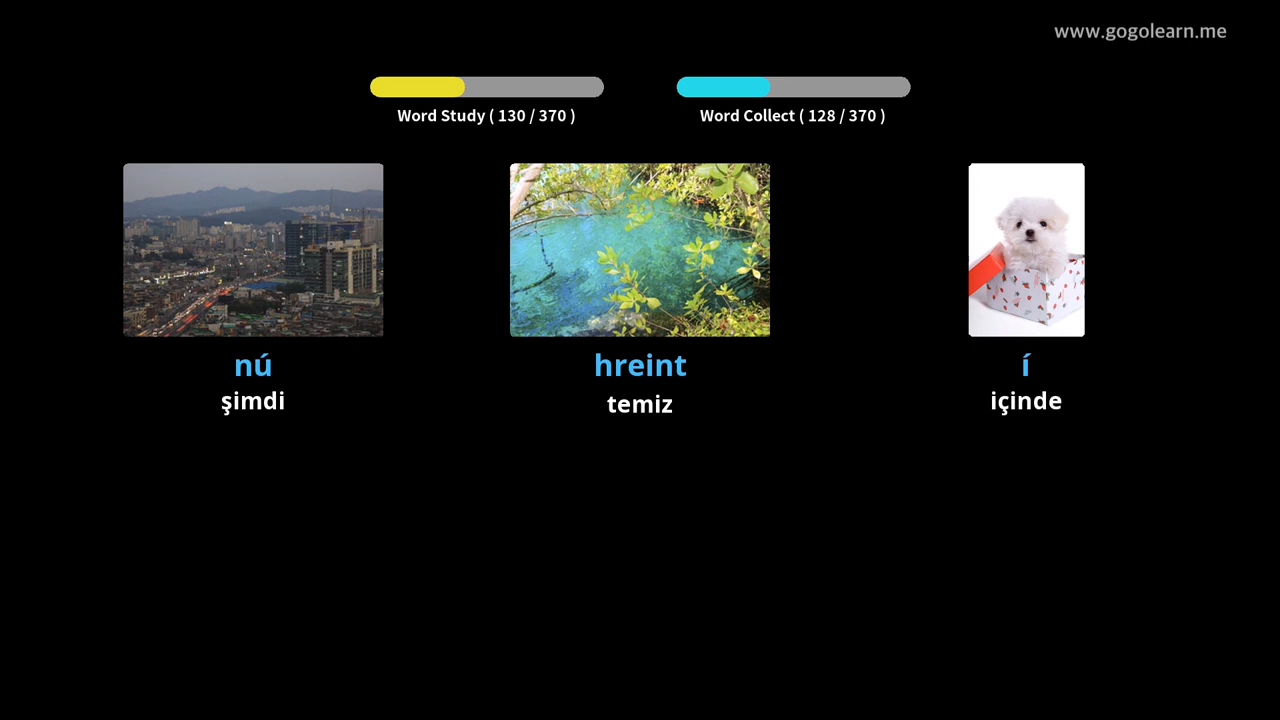 www.gogolearn.me
Word Study ( 130 / 370 )
Word Collect ( 128 / 370 )
nú
hreint
í
şimdi
temiz
içinde